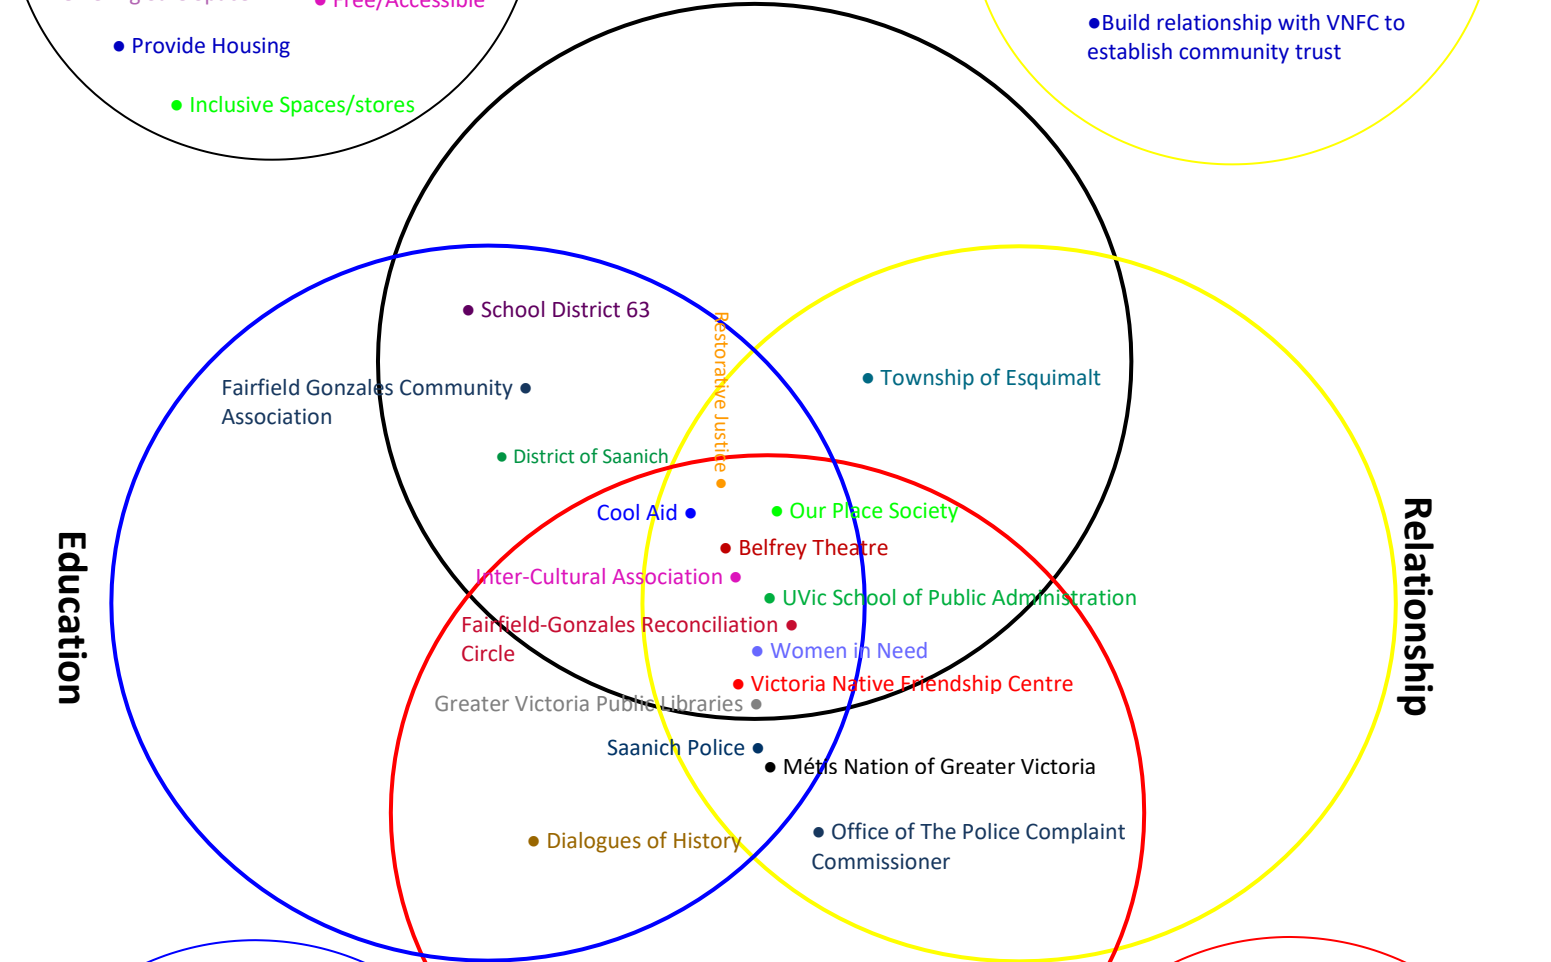 ● Free/Accessible
● Provide Housing
● Inclusive Spaces/stores
●Build relationship with VNFC to
establish community trust
● School District 63
Restorative Justice ●
● Township of Esquimalt
Fairfield Gonzales Community ●
Association
● District of Saanich
Cool Aid ●
● Our Place Society
● Belfrey Theatre
Inter-Cultural Association ●
● UVic School of Public Administration
Fairfield-Gonzales Reconciliation ●
Circle
● Women in Need
● Victoria Native Friendship Centre
Greater Victoria Public Libraries ●
Saanich Police ●
● Métis Nation of Greater Victoria
● Office of The Police Complaint
Commissioner
● Dialogues of History
Education
Relationship